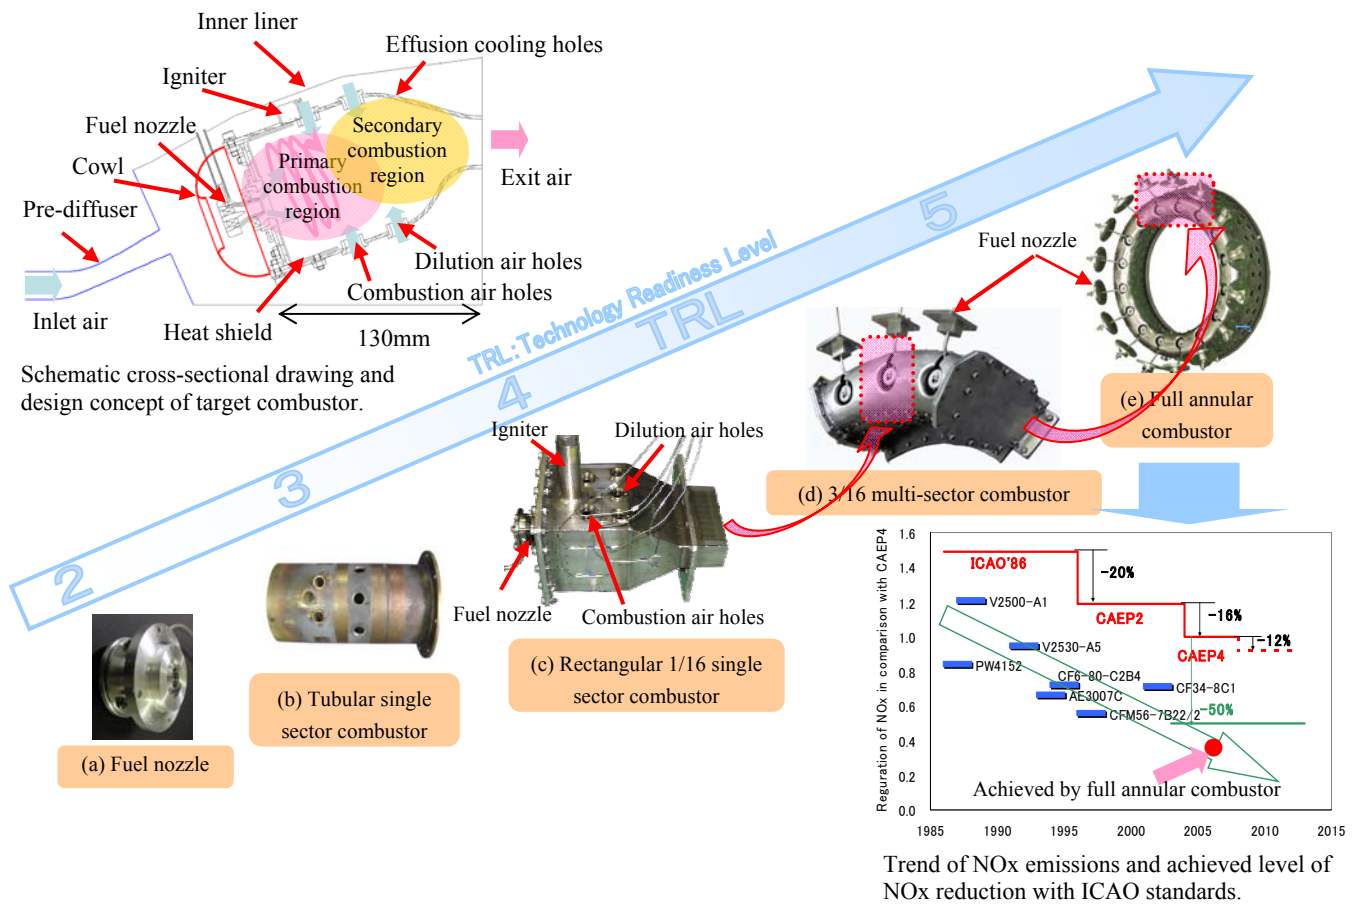 Inner liner
Effusion cooling holes
Igniter
Fuel nozzle
Cowl
Pre-diffuser
Secondary
combustion
region
Primary
combustion
region
Exit air
Inlet air
Heat shield
Dilution air holes
Combustion air holes
130mm
Schematic cross-sectional drawing and
design concept of target combustor.
TRL: Technology Readiness Level
2
3
4
TRL
5
(a) Fuel nozzle
(b) Tubular single
sector combustor
Igniter
Dilution air holes
Fuel nozzle
Combustion air holes
(c) Rectangular 1/16 single
sector combustor
Fuel nozzle
(d) 3/16 multi-sector combustor
(e) Full annular
combustor
Reguration of NOx in comparison with CAEP4
1.6
1.4
1.2
1.0
0.8
0.6
0.4
0.2
0.0
ICAO'86
-20%
V2500-A1
CAEP2
-16%
-12%
CAEP4
V2530-A5
PW4152
CF6-80-C2B4
CF34-8C1
AE3007C
-50%
CFM56-7B22/2
Achieved by full annular combustor
1985 1990 1995 2000 2005 2010 2015
Trend of NOx emissions and achieved level of
NOx reduction with ICAO standards.